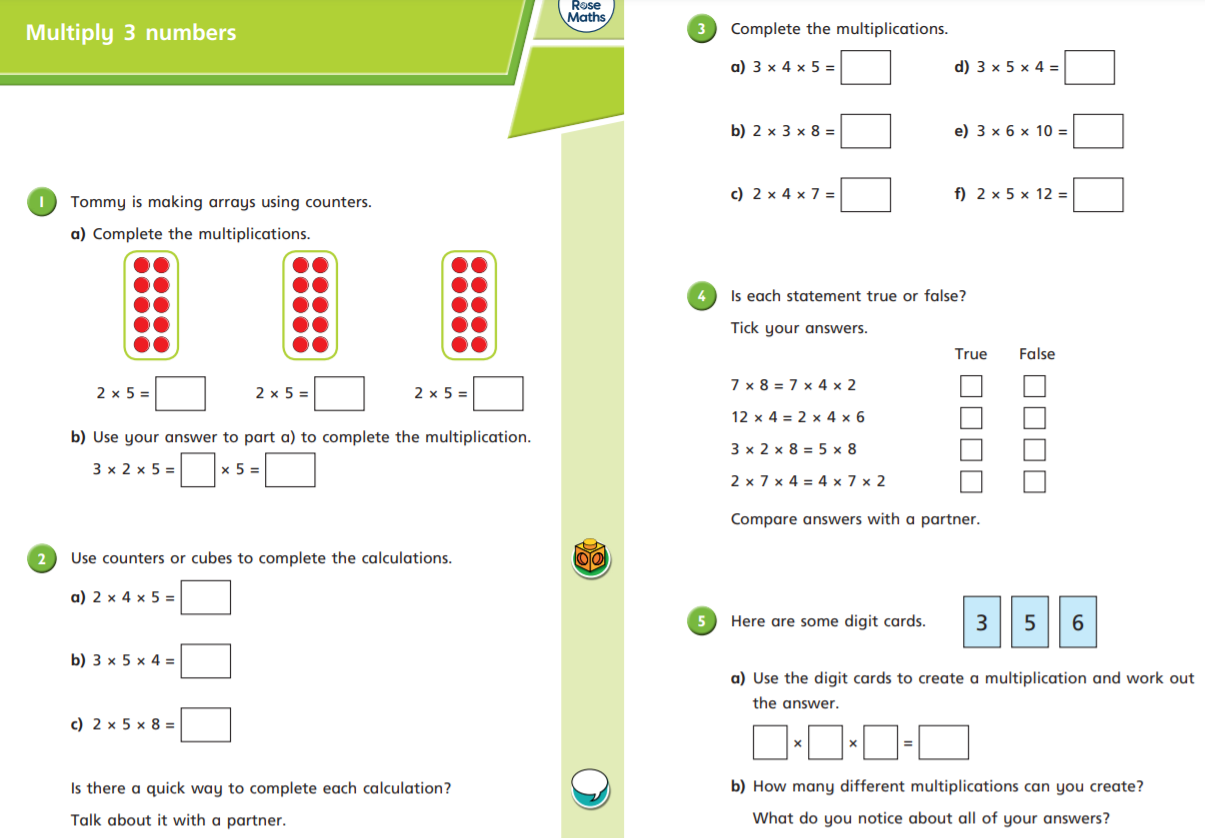 Multiply 3 numbers
Rose
Maths
1 Tommy is making arrays using counters.
a) Complete the multiplications.
2 × 5 =
2 × 5 =
2 × 5 =
b) Use your answer to part a) to complete the multiplication.
3 × 2 × 5 = × 5 =
2 Use counters or cubes to complete the calculations.
a) 2 × 4 × 5 =
b) 3 × 5 × 4 =
c) 2 × 5 × 8 =
Is there a quick way to complete each calculation?
Talk about it with a partner.
3 Complete the multiplications.
a) 3 × 4 × 5 =
d) 3 × 5 × 4 =
b) 2 × 3 × 8 =
e) 3 × 6 × 10 =
c) 2 × 4 × 7 =
f) 2 × 5 × 12 =
4 Is each statement true or false?
Tick your answers.
True False
7 × 8 = 7 × 4 × 2
12 × 4 = 2 × 4 × 6
3 × 2 × 8 = 5 × 8
2 × 7 × 4 = 4 × 7 × 2
Compare answers with a partner.
5 Here are some digit cards. 3 5 6
a) Use the digit cards to create a multiplication and work out
the answer.
× × =
b) How many different multiplications can you create?
What do you notice about all of your answers?